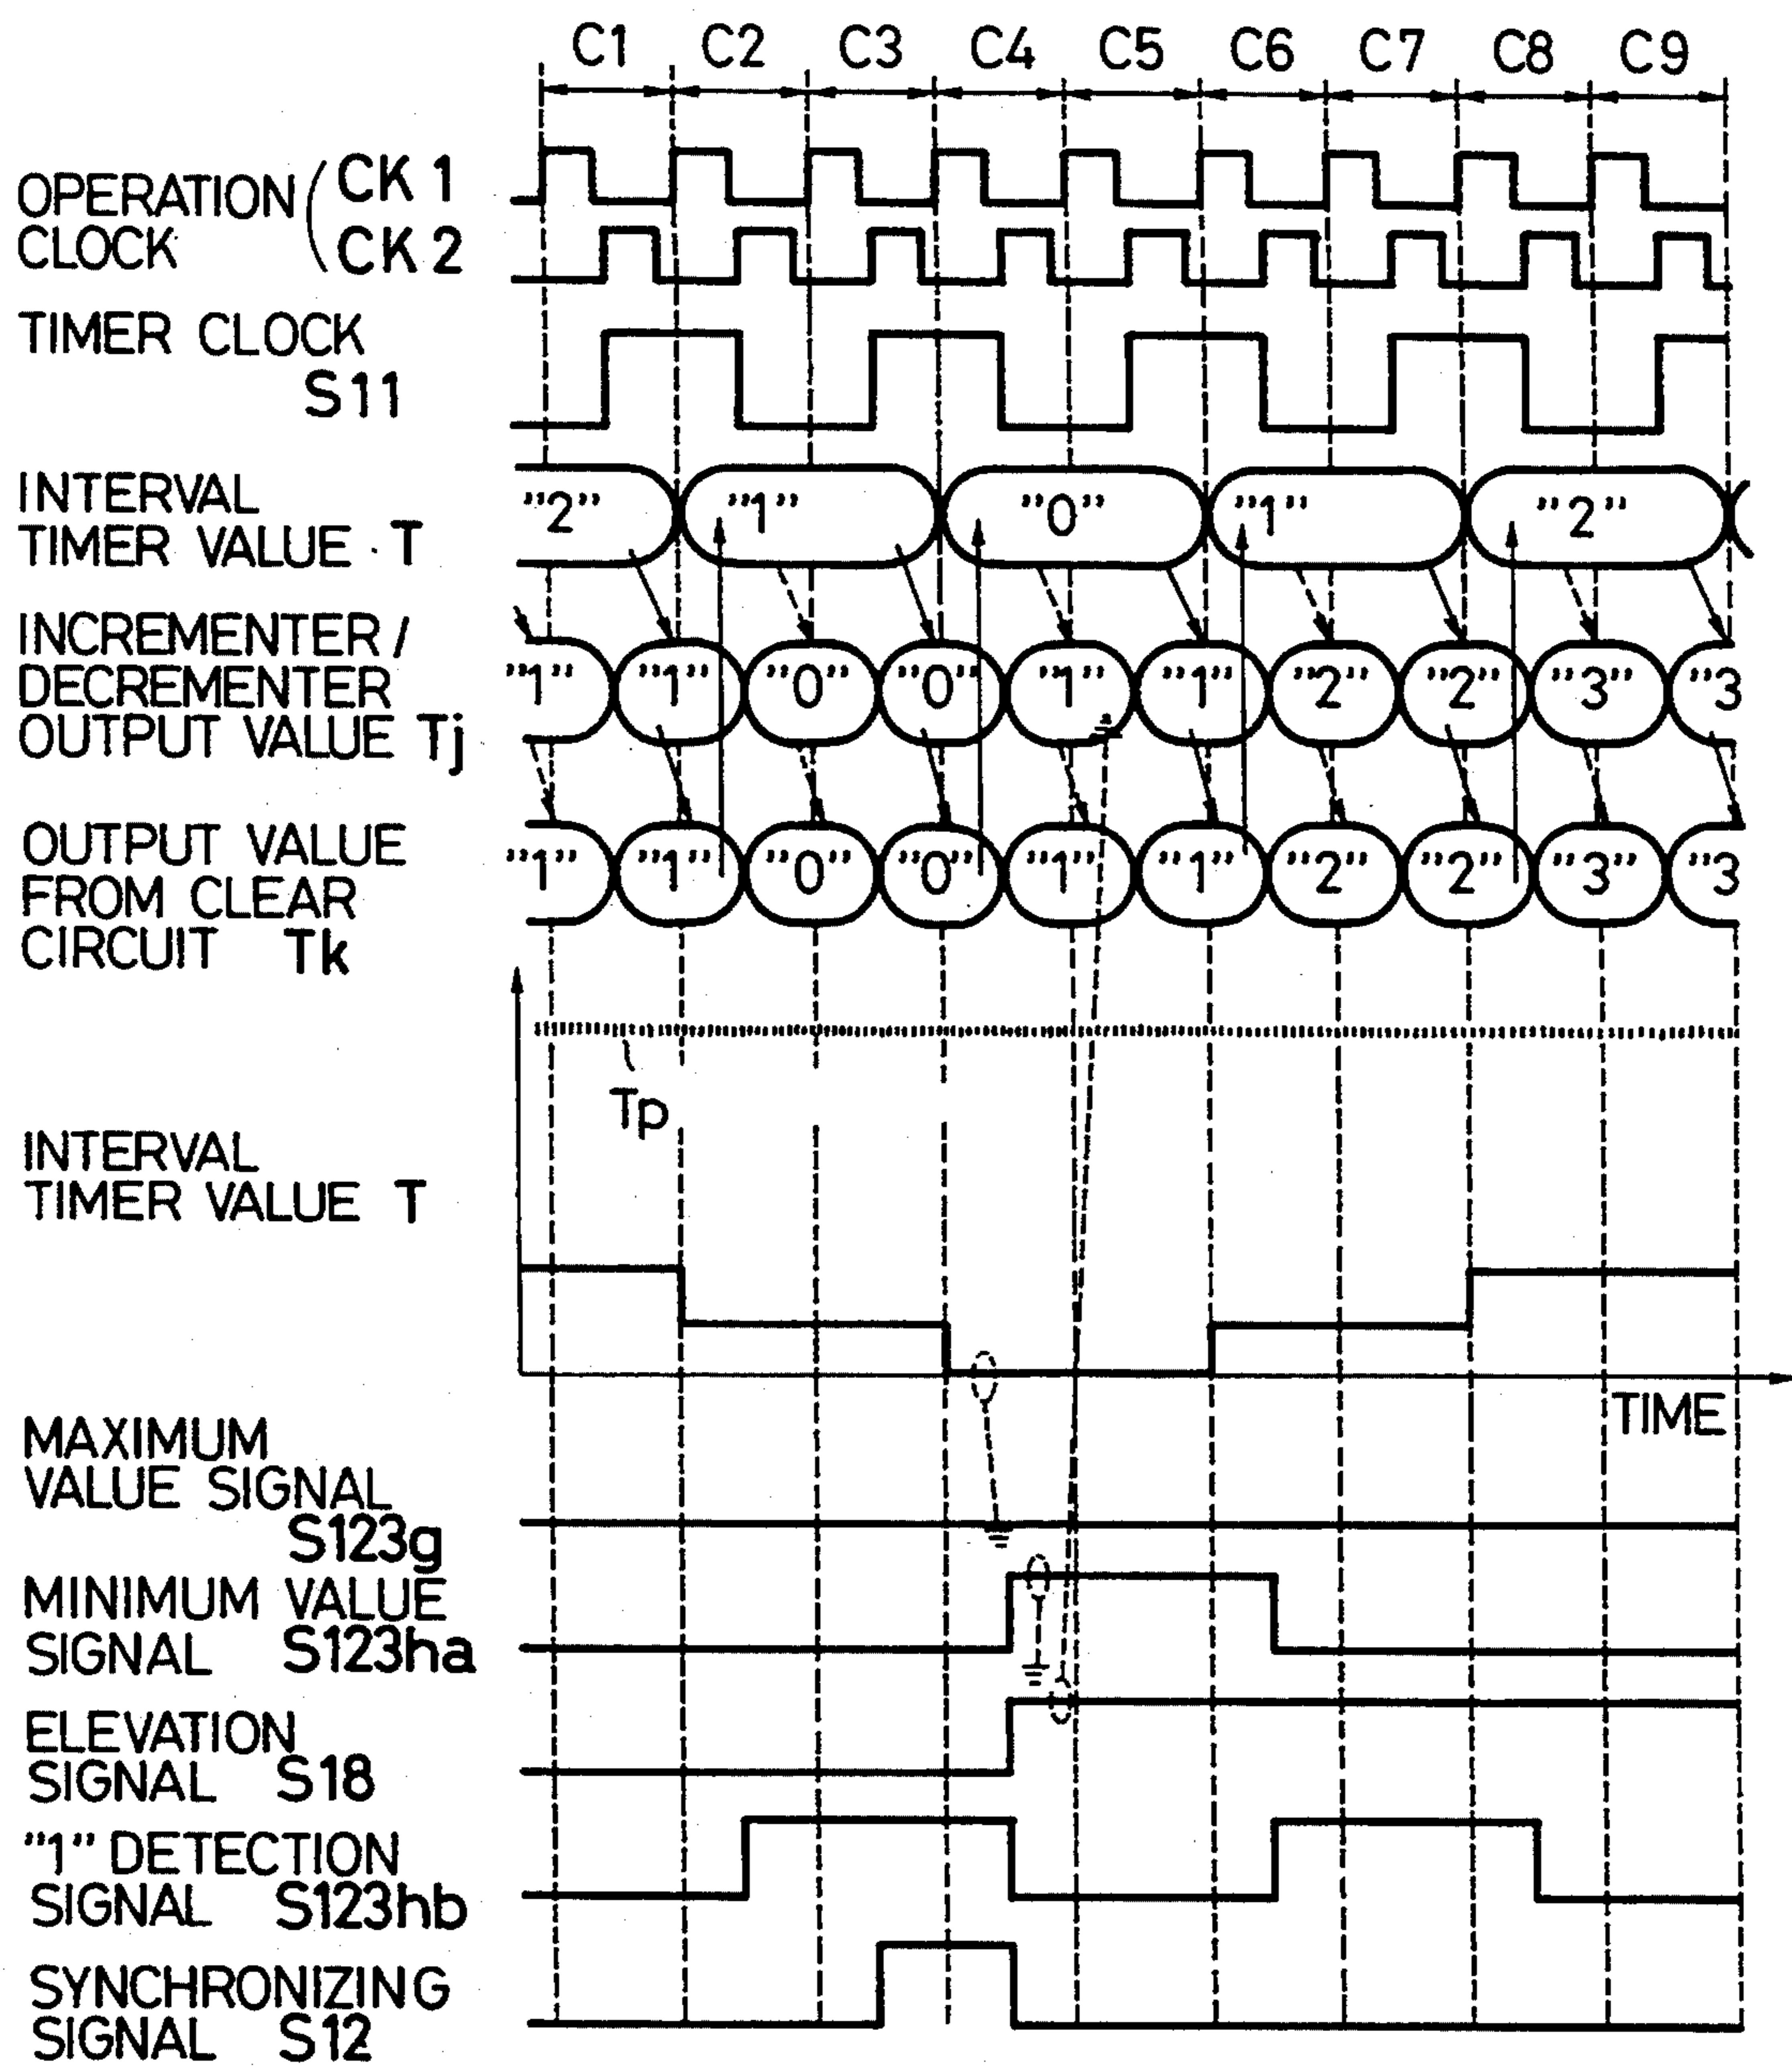 C1 C2 C3 C4 C5 C6 C7 C8 C9
OPERATION ( CK 1
CLOCK CK 2
TIMER CLOCK
S11
INTERVAL
TIMER VALUE T
"2" "1" "0" "1" "2"
INCREMENTER /
DECREMENTER
OUTPUT VALUE Tj
"1" "1" "0" "0" "1" "1" "2" "2" "3" "3
OUTPUT VALUE
FROM CLEAR
CIRCUIT Tk
"1" "1" "0" "0" "1" "1" "2" "2" "3" "3
Tp
INTERVAL
TIMER VALUE T
TIME
MAXIMUM
VALUE SIGNAL
S123g
MINIMUM VALUE
SIGNAL S123ha
ELEVATION
SIGNAL S18
"1" DETECTION
SIGNAL S123hb
SYNCHRONIZING
SIGNAL S12